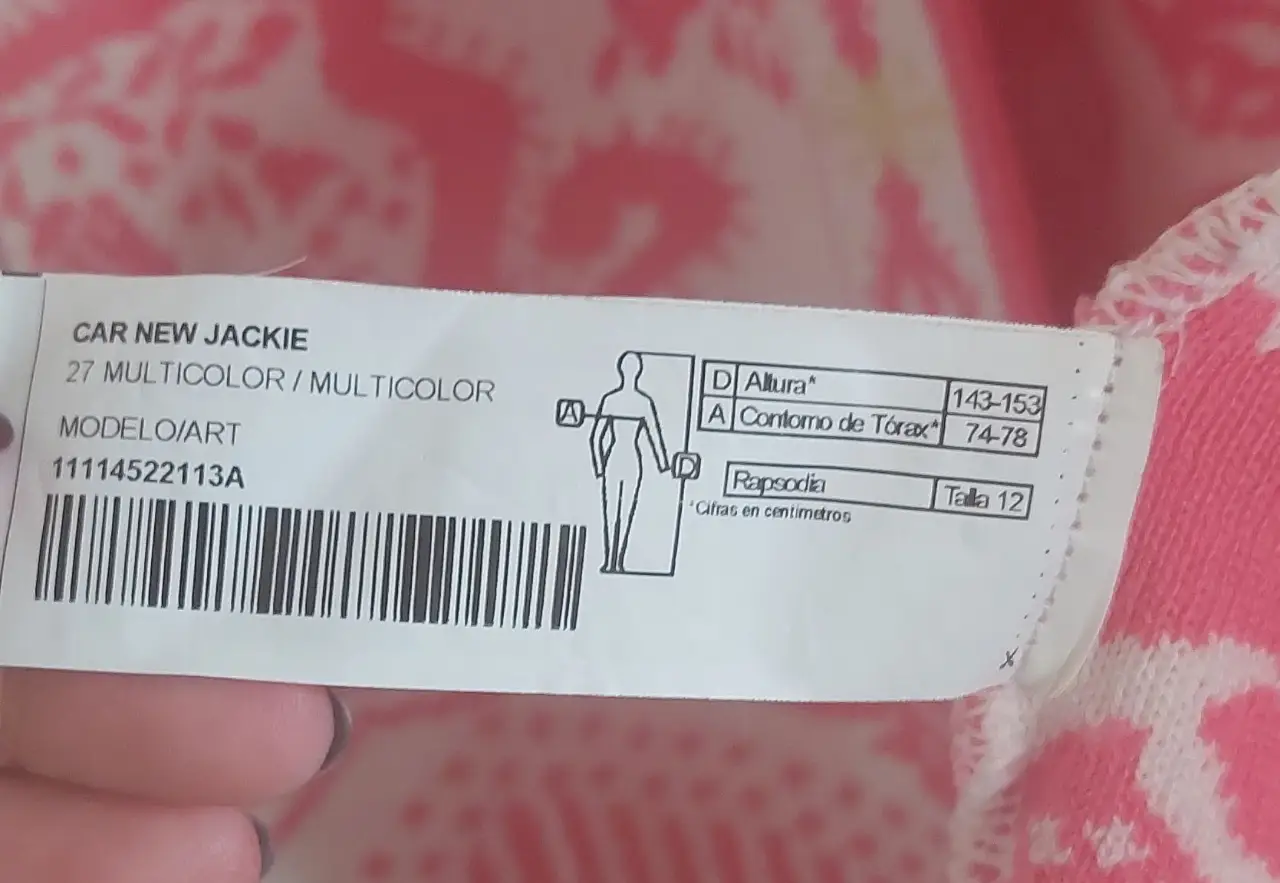 CAR NEW JACKIE
27 MULTICOLOR / MULTICOLOR
MODELO/ART
11114522113A
A
D
D Altura* 143-153
A Contorno de Tórax* 74-78
Rapsodia Talla 12
*Cifras en centímetros